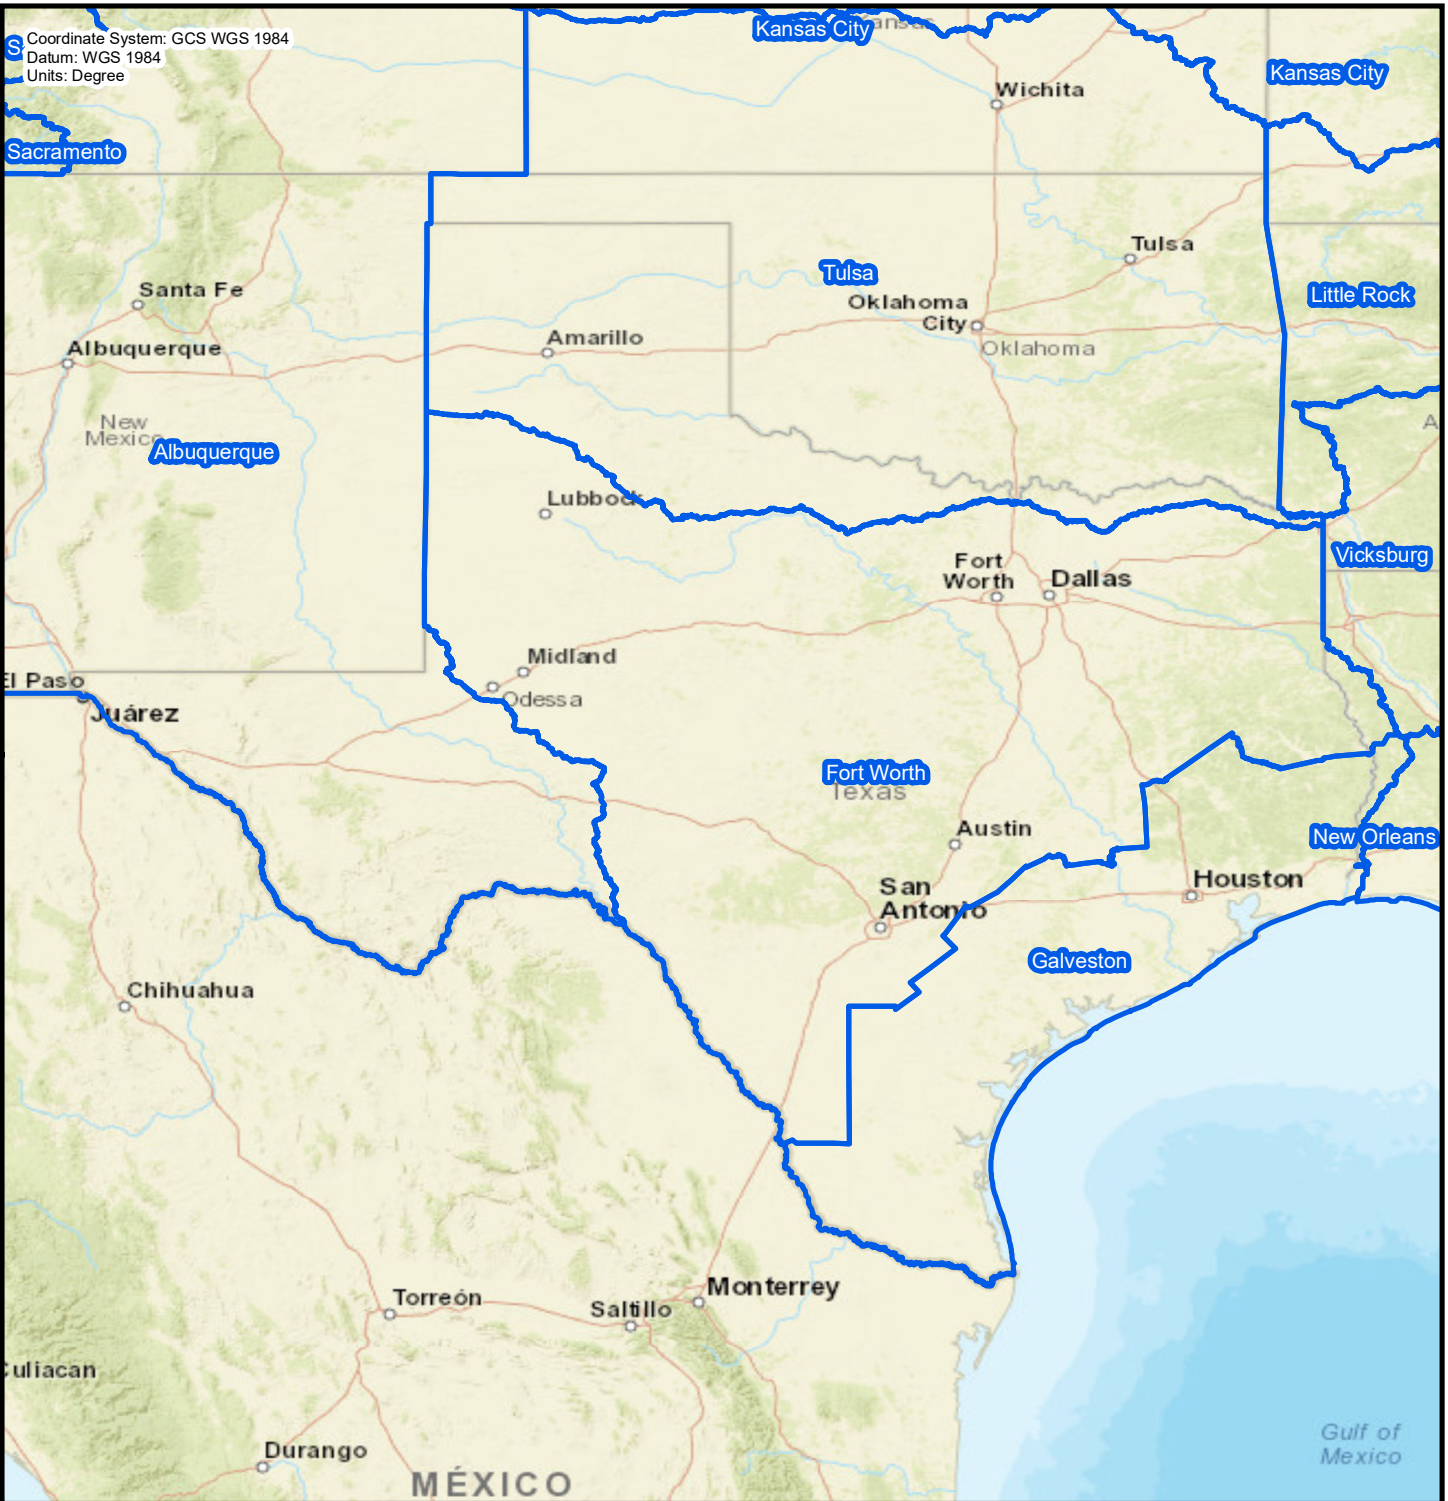 Kansas City
Kansas
S
Coordinate System: GCS WGS 1984
Datum: WGS 1984
Units: Degree
Kansas City
Wichita
Sacramento
Tulsa
Tulsa
Santa Fe
Little Rock
Oklahoma
City
Amarillo
Albuquerque
Oklahoma
New
Mexico
A
Albuquerque
Lubbock
Vicksburg
Fort
Worth
Dallas
Midland
El Paso
Odessa
Juárez
Fort Worth
Texas
Austin
New Orleans
San
Antonio
Houston
Galveston
Chihuahua
Monterrey
Torreón
Saltillo
Culiacan
Gulf of
Mexico
Durango
MÉXICO